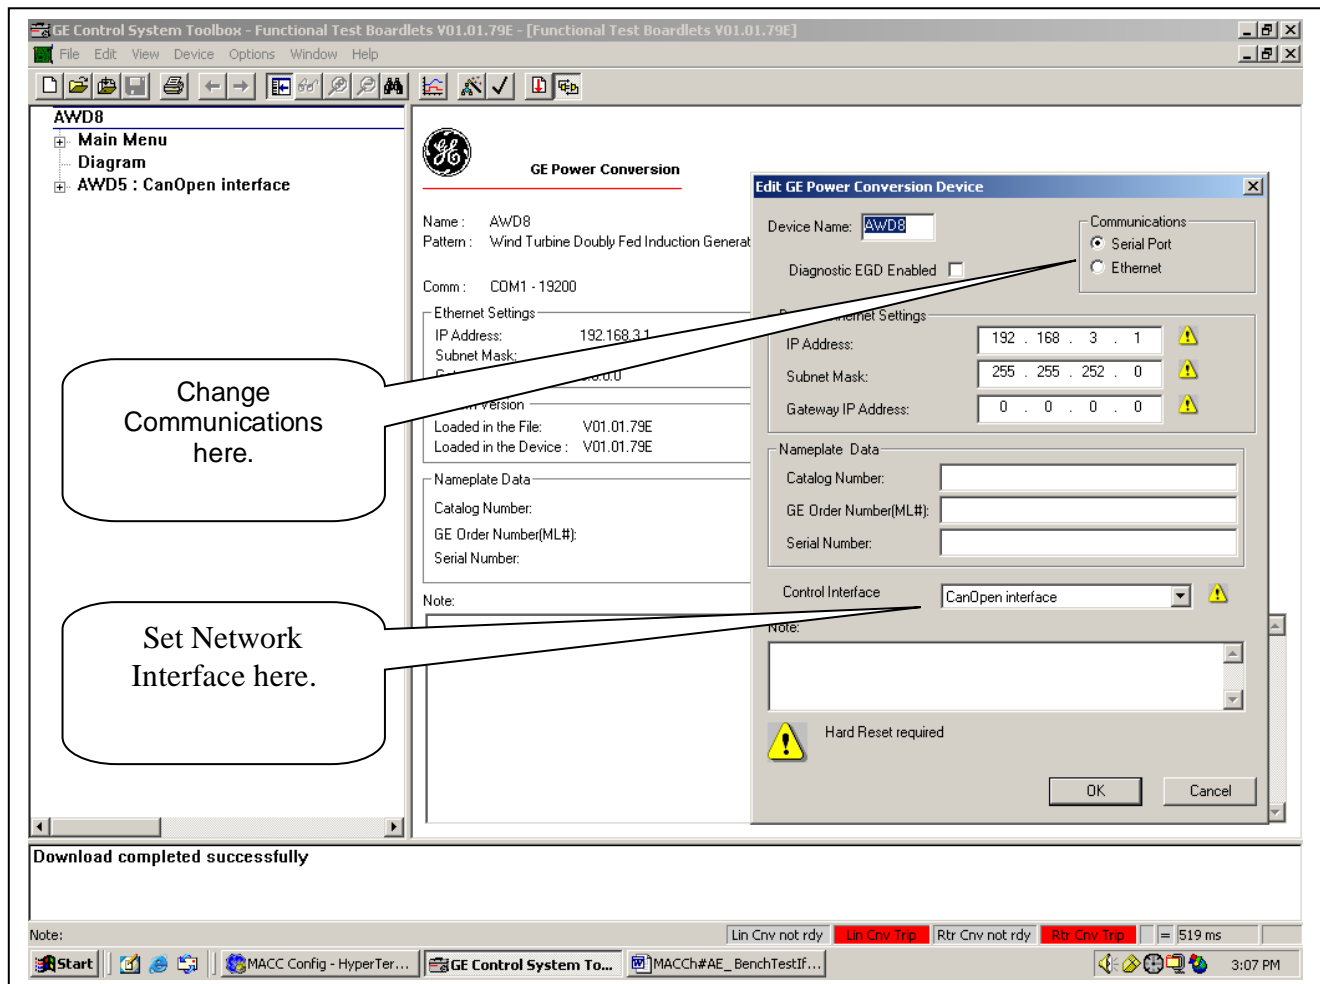 GE Control System Toolbox - Functional Test Boardlets V01.01.79E - [Functional Test Boardlets V01.01.79E]
File Edit View Device Options Window Help
AWD8
Main Menu
Diagram
AWD5 : CanOpen interface
GE Power Conversion
Name : AWD8
Pattern : Wind Turbine Doubly Fed Induction Generat
Comm : COM1 - 19200
Ethernet Settings
IP Address: 192.168.3.1
Subnet Mask:
Version
Loaded in the File: V01.01.79E
Loaded in the Device : V01.01.79E
Nameplate Data
Catalog Number:
GE Order Number(ML#):
Serial Number:
Note:
Edit GE Power Conversion Device
Device Name: AWD8
Communications
Serial Port
Ethernet
Diagnostic EGD Enabled
Ethernet Settings
IP Address: 192 . 168 . 3 . 1
Subnet Mask: 255 . 255 . 252 . 0
Gateway IP Address: 0 . 0 . 0 . 0
Nameplate Data
Catalog Number:
GE Order Number(ML#):
Serial Number:
Control Interface CanOpen interface
Note:
Hard Reset required
OK Cancel
Change
Communications
here.
Set Network
Interface here.
Download completed successfully
Note: Lin Cnv not rdy Lin Cnv Trip Rtr Cnv not rdy Rtr Cnv Trip = 519 ms
Start MACC Config - HyperTer... GE Control System To... MACCh#AE_BenchTestIf... 3:07 PM